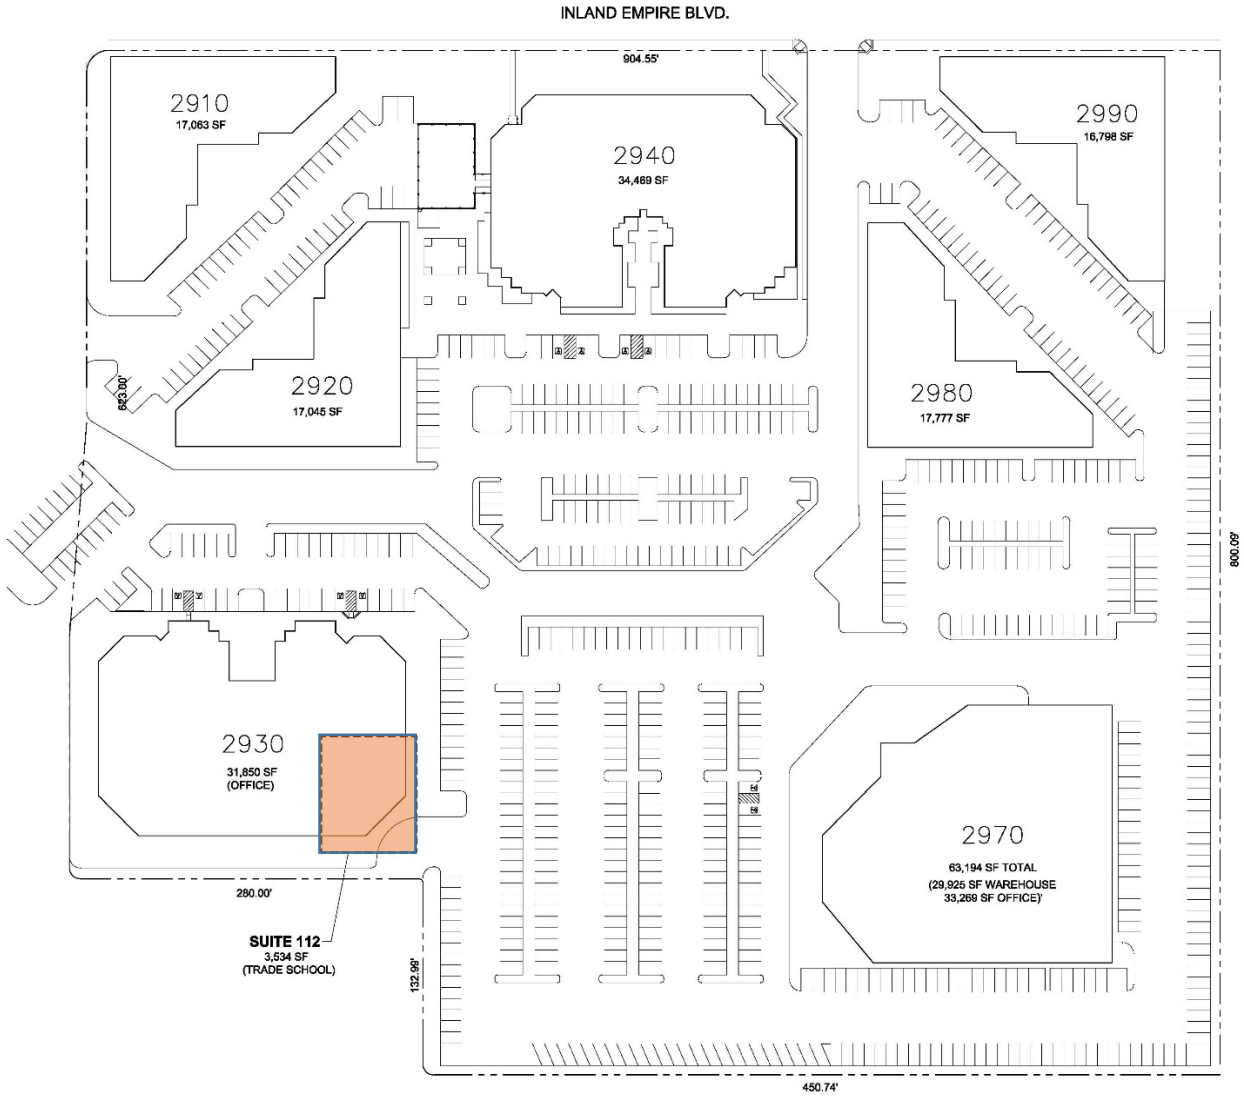 INLAND EMPIRE BLVD.
904.55'
2910
17,063 SF
2940
34,469 SF
2990
16,798 SF
2920
17,045 SF
623.60'
2980
17,777 SF
800.09'
2930
31,850 SF
(OFFICE)
2970
63,194 SF TOTAL
(29,925 SF WAREHOUSE
33,269 SF OFFICE)'
280.00'
SUITE 112
3,534 SF
(TRADE SCHOOL)
132.99'
450.74'